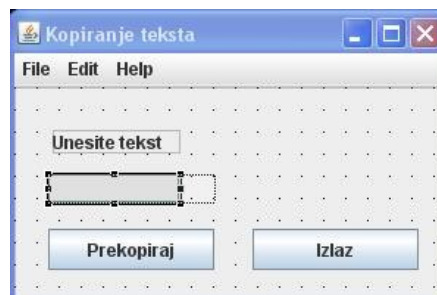 Kopiranje teksta
File Edit Help
Unesite tekst
Prekopiraj Izlaz